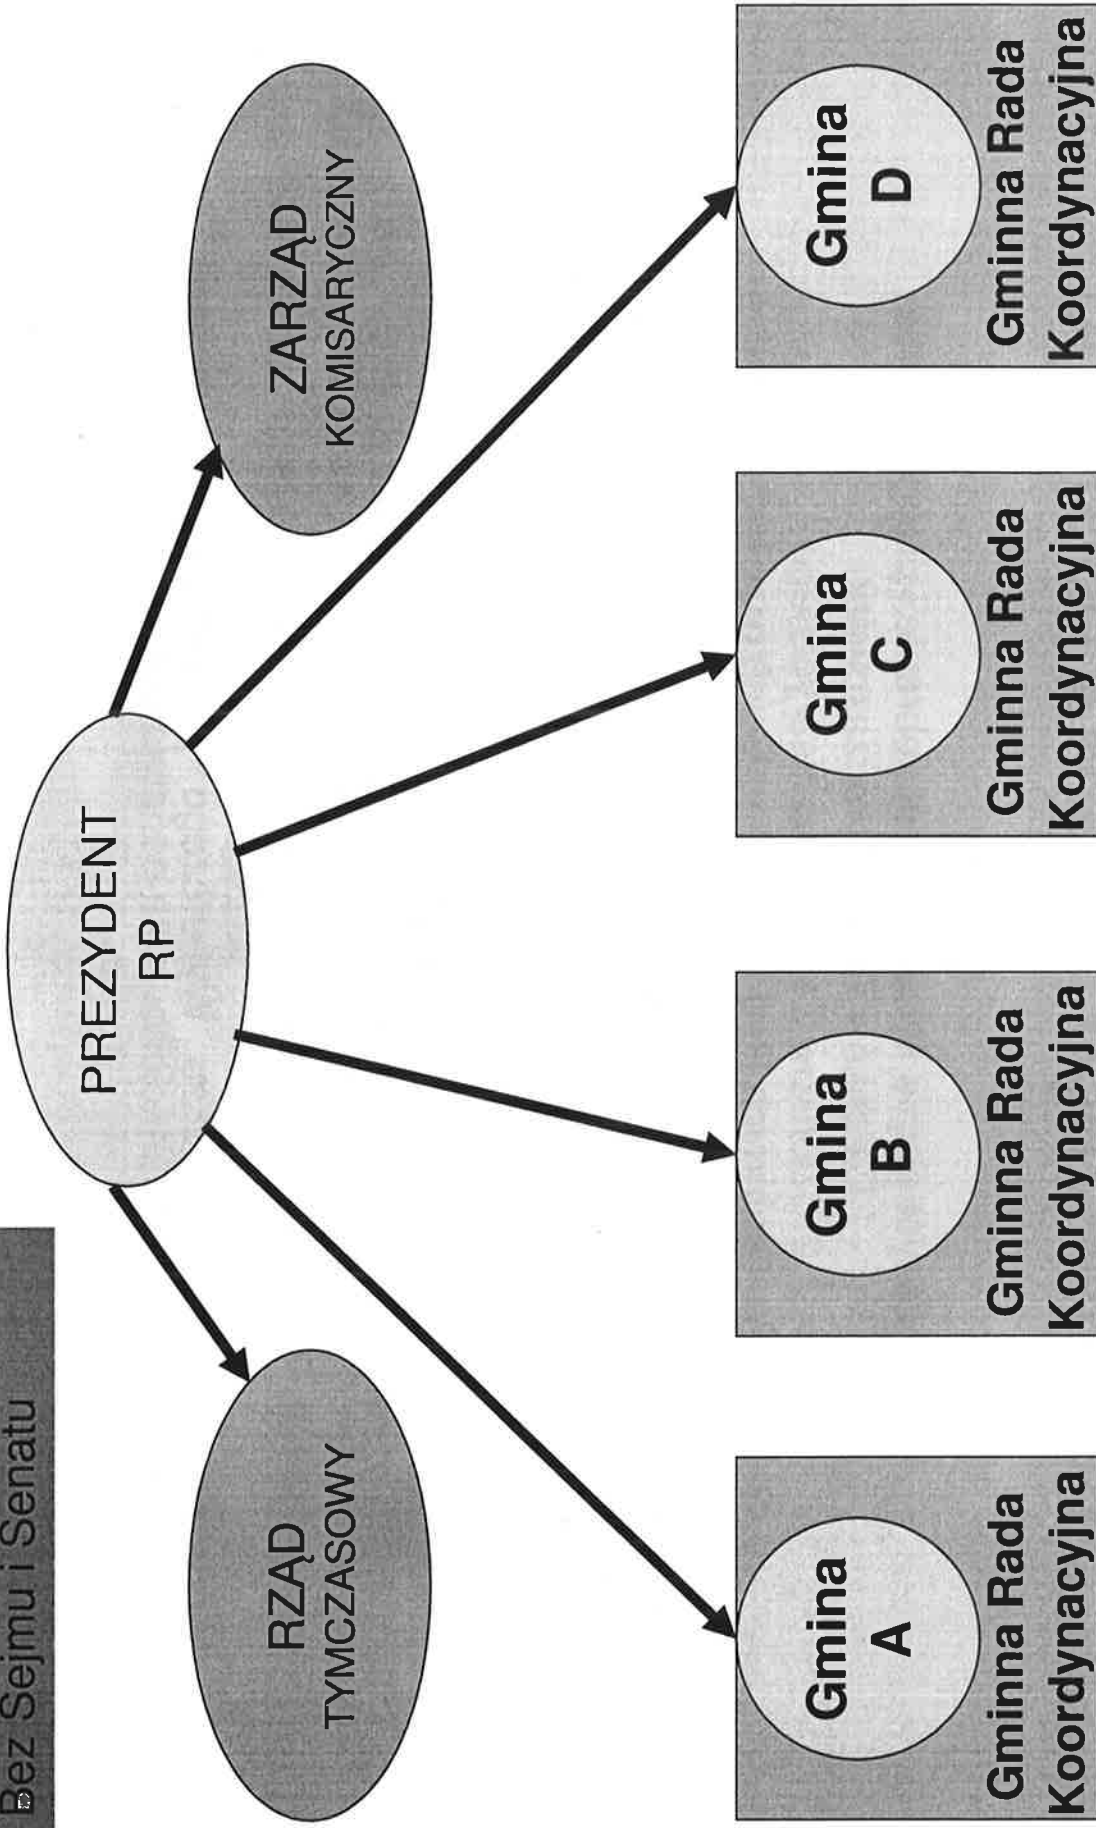 Bez Sejmu i Senatu
PREZYDENT
RP
RZĄD
TYMCZASOWY
ZARZĄD
KOMISARYCZNY
Gmina
A
Gminna Rada
Koordynacyjna
Gmina
B
Gminna Rada
Koordynacyjna
Gmina
C
Gminna Rada
Koordynacyjna
Gmina
D
Gminna Rada
Koordynacyjna